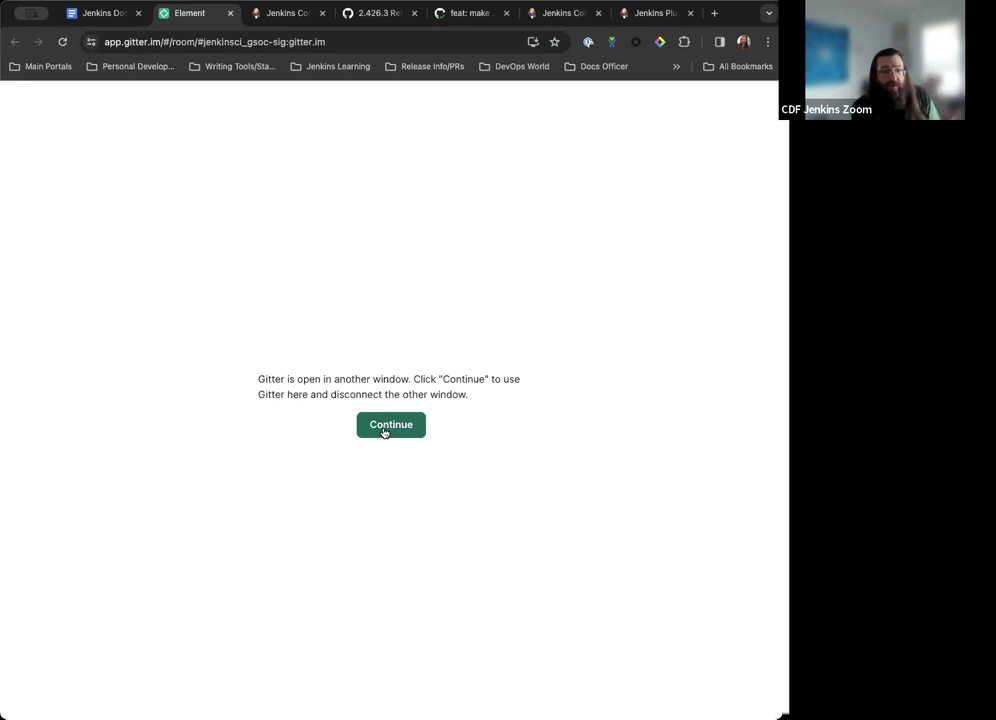 Jenkins Do
Element
Jenkins Co
2.426.3 Re
feat: make
Jenkins Co
Jenkins Plu
app.gitter.im/#/room/#jenkinsci_gsoc-sig:gitter.im
Main Portals
Personal Develop...
Writing Tools/Sta...
Jenkins Learning
Release Info/PRs
DevOps World
Docs Officer
»
All Bookmarks
CDF Jenkins Zoom
Gitter is open in another window. Click "Continue" to use
Gitter here and disconnect the other window.
Continue